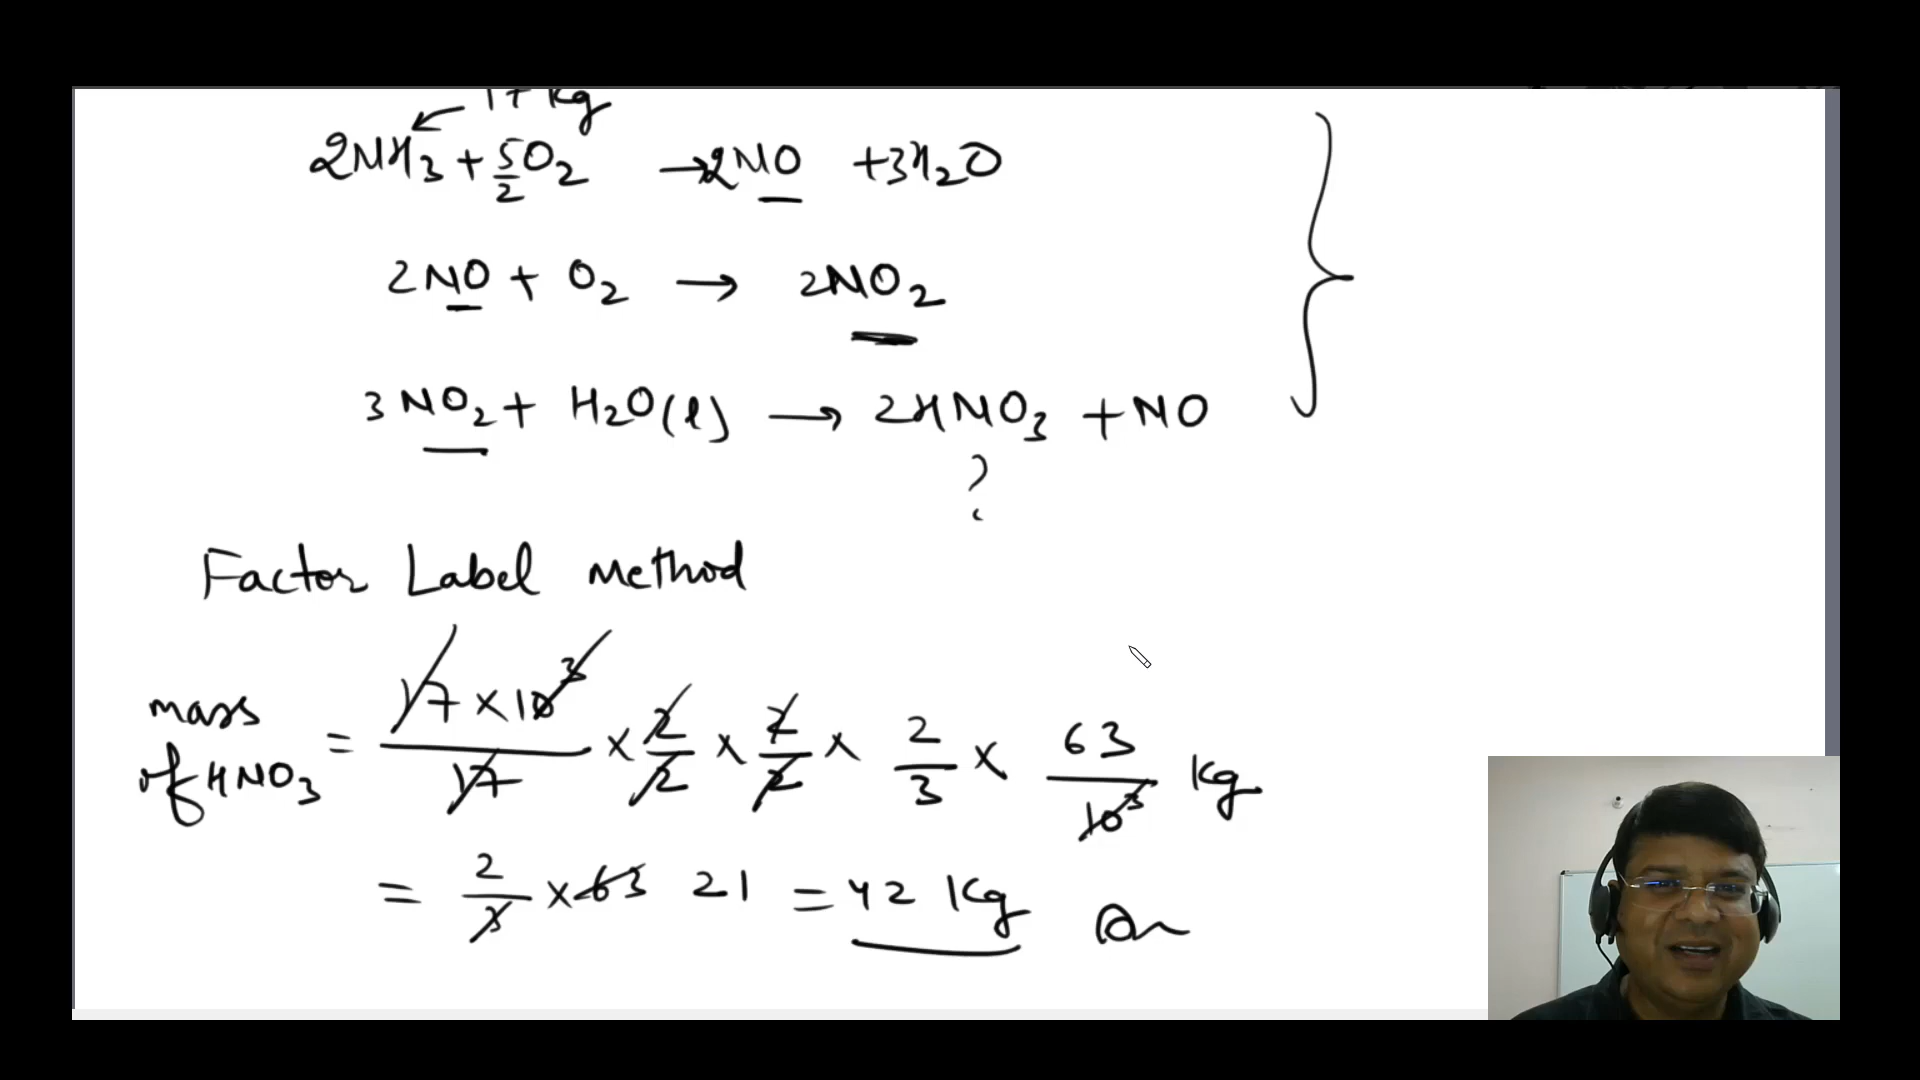 17 kg
2NH3 + 5/2 O2 → 2NO + 3H2O
2NO + O2 → 2NO2
3NO2 + H2O(l) → 2HNO3 + NO
?
Factor Label method
mass of HNO3 = 17 × 10^3 / 17 × 2/2 × 2/2 × 2/3 × 63/10^3 kg
= 2/3 × 63 21 = 42 Kg